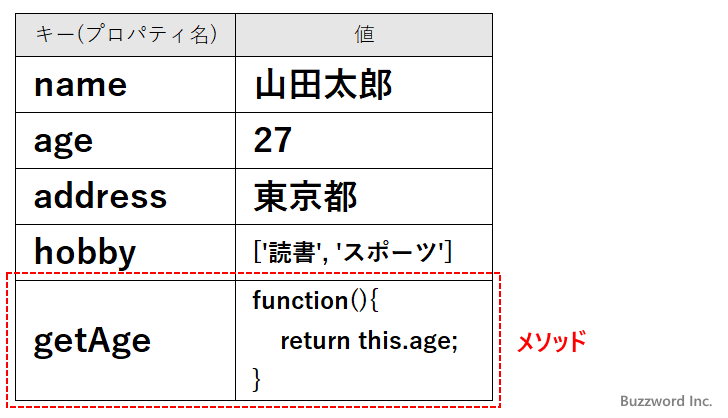 キー(プロパティ名) 値
name 山田太郎
age 27
address 東京都
hobby ['読書', 'スポーツ']
function(){
getAge return this.age; メソッド
}
Buzzword Inc.